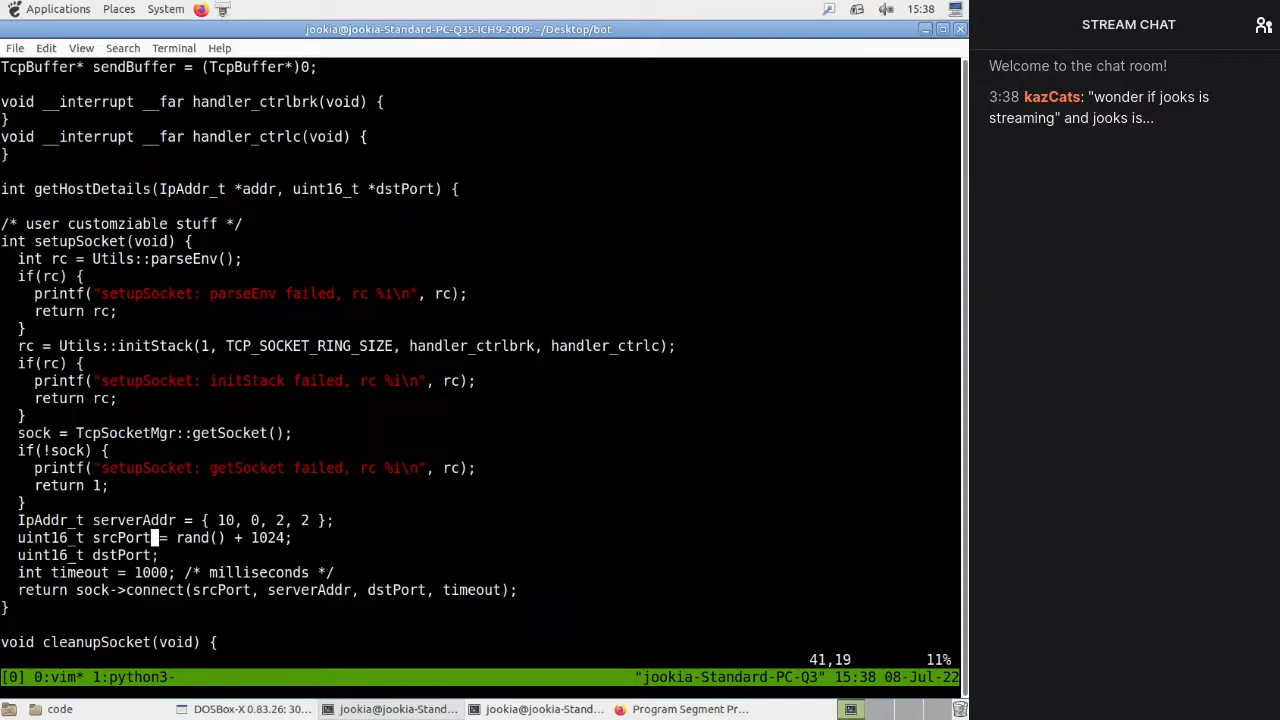 Applications Places System 15:38
jookia@jookia-Standard-PC-Q35-ICH9-2009: ~/Desktop/bot
File Edit View Search Terminal Help
TcpBuffer* sendBuffer = (TcpBuffer*)0;
void __interrupt __far handler_ctrlbrk(void) {
}
void __interrupt __far handler_ctrlc(void) {
}
int getHostDetails(IpAddr_t *addr, uint16_t *dstPort) {
/* user customziable stuff */
int setupSocket(void) {
int rc = Utils::parseEnv();
if(rc) {
printf("setupSocket: parseEnv failed, rc %i\n", rc);
return rc;
}
rc = Utils::initStack(1, TCP_SOCKET_RING_SIZE, handler_ctrlbrk, handler_ctrlc);
if(rc) {
printf("setupSocket: initStack failed, rc %i\n", rc);
return rc;
}
sock = TcpSocketMgr::getSocket();
if(!sock) {
printf("setupSocket: getSocket failed, rc %i\n", rc);
return 1;
}
IpAddr_t serverAddr = { 10, 0, 2, 2 };
uint16_t srcPort = rand() + 1024;
uint16_t dstPort;
int timeout = 1000; /* milliseconds */
return sock->connect(srcPort, serverAddr, dstPort, timeout);
}
void cleanupSocket(void) {
41,19 11%
[0] 0:vim* 1:python3- "jookia-Standard-PC-Q3" 15:38 08-Jul-22
code DOSBox-X 0.83.26: 30... jookia@jookia-Stand... jookia@jookia-Stand... Program Segment Pr...
STREAM CHAT
Welcome to the chat room!
3:38 kazCats: "wonder if jooks is
streaming" and jooks is...